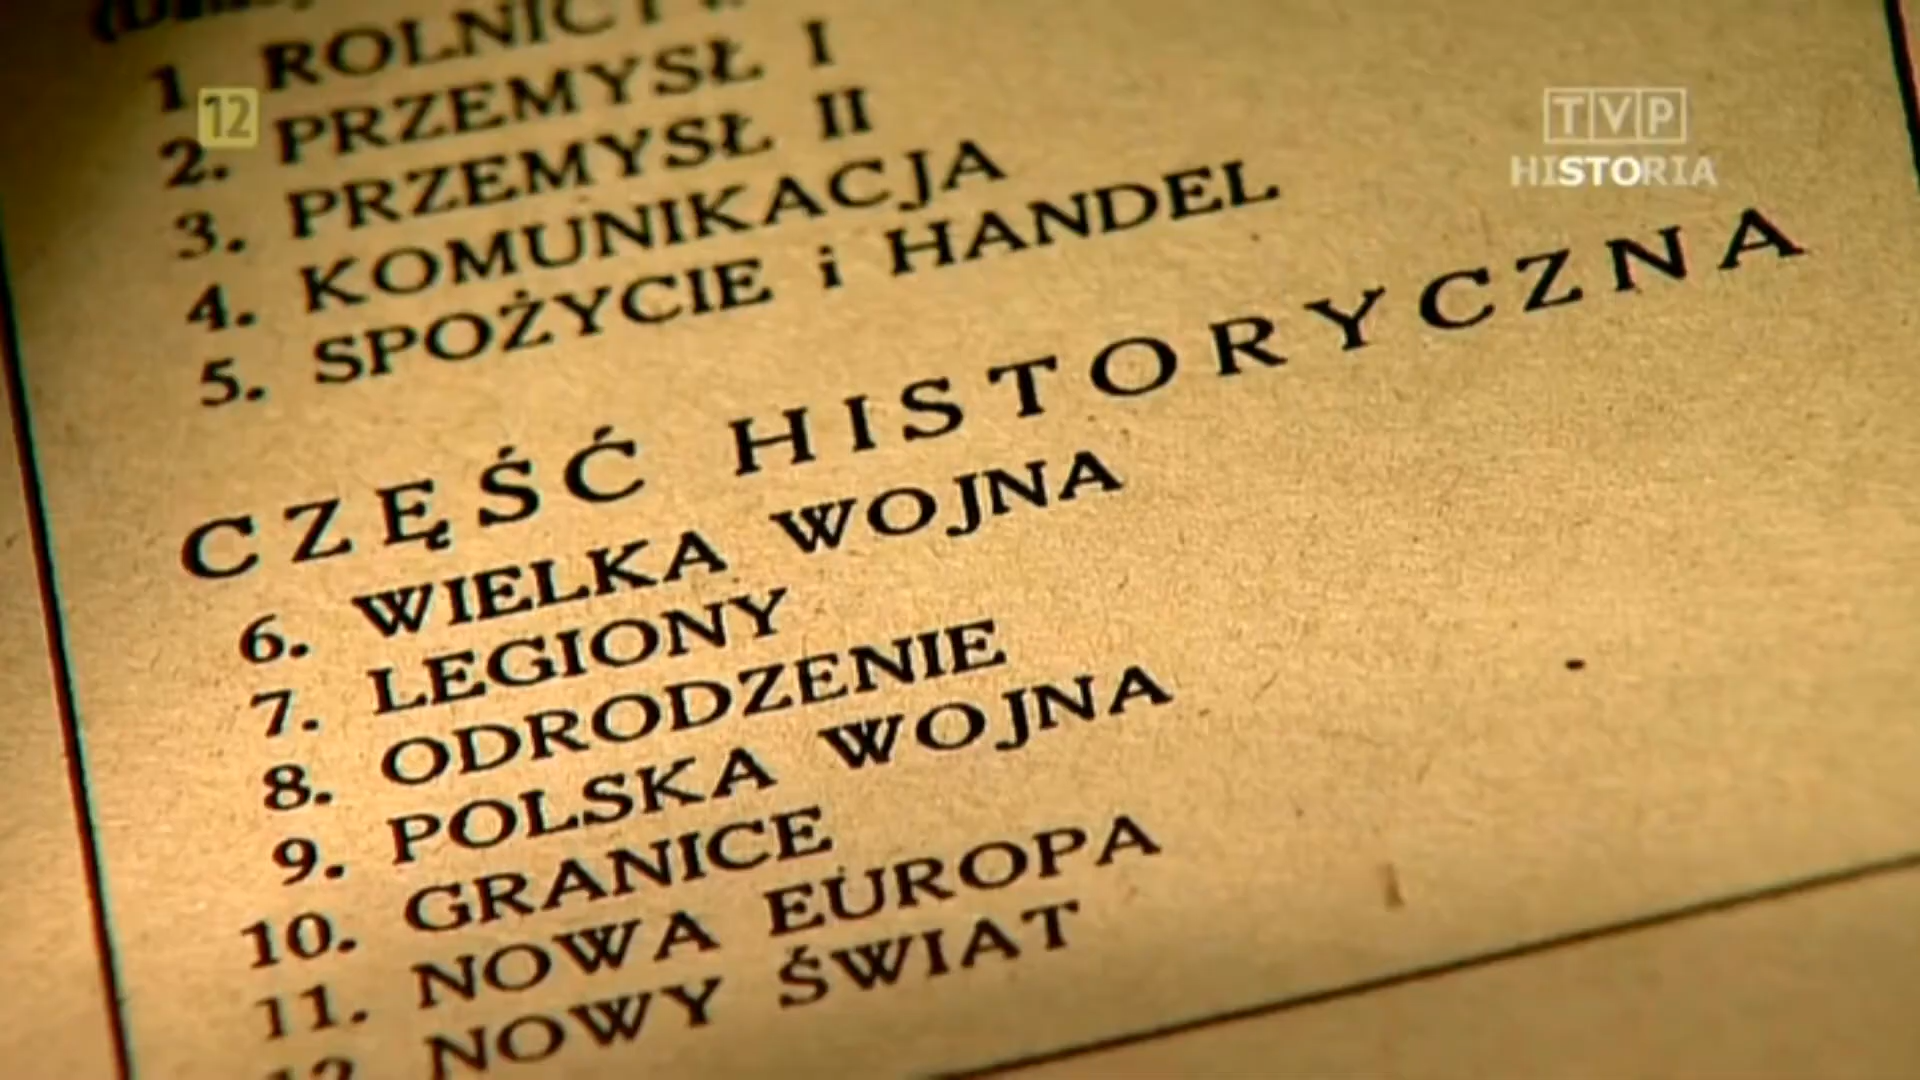 1. 
2. PRZEMYSŁ I
3. PRZEMYSŁ II
4. KOMUNIKACJA
5. SPOŻYCIE i HANDEL
CZĘŚĆ HISTORYCZNA
6. WIELKA WOJNA
7. LEGIONY
8. ODRODZENIE
9. POLSKA WOJNA
10. GRANICE
11. NOWA EUROPA
12. NOWY ŚWIAT
12
TVP
HISTORIA